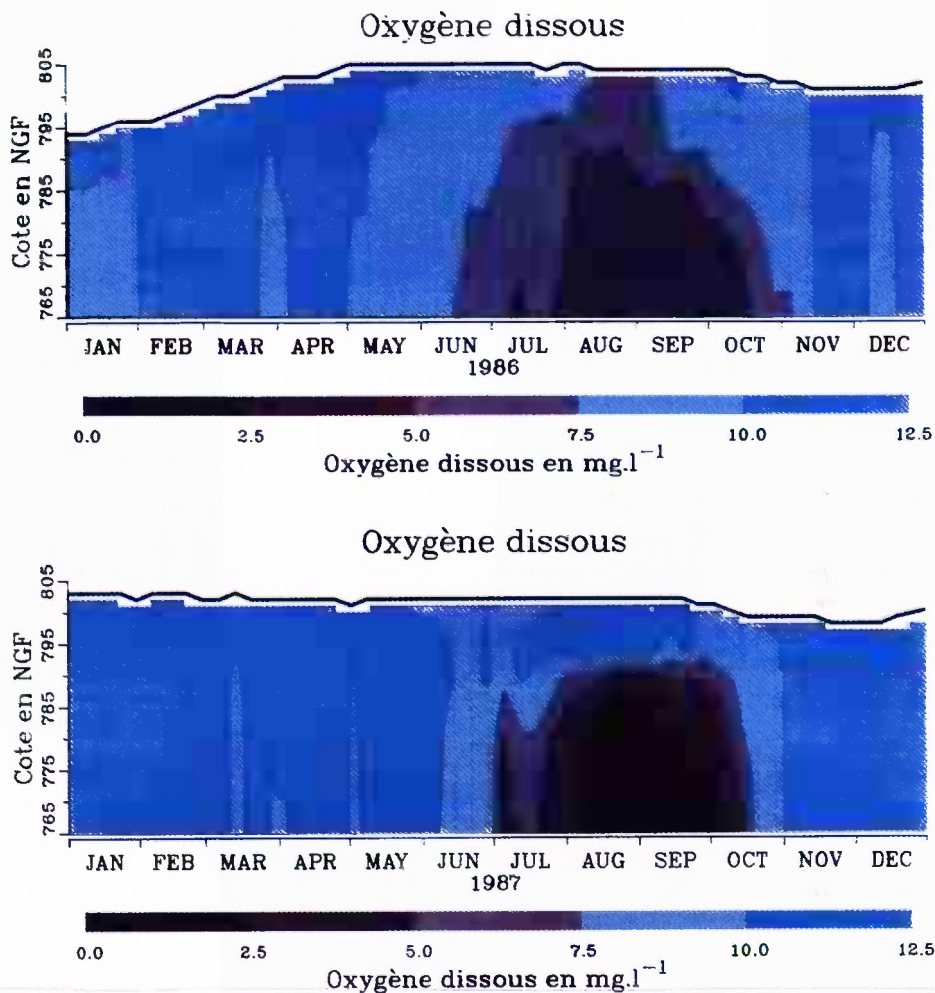 Oxygène dissous
Cote en NGF
805
795
785
775
765
JAN FEB MAR APR MAY JUN JUL AUG SEP OCT NOV DEC
1986
0.0 2.5 5.0 7.5 10.0 12.5
Oxygène dissous en mg.l⁻¹
Oxygène dissous
Cote en NGF
805
795
785
775
765
JAN FEB MAR APR MAY JUN JUL AUG SEP OCT NOV DEC
1987
0.0 2.5 5.0 7.5 10.0 12.5
Oxygène dissous en mg.l⁻¹